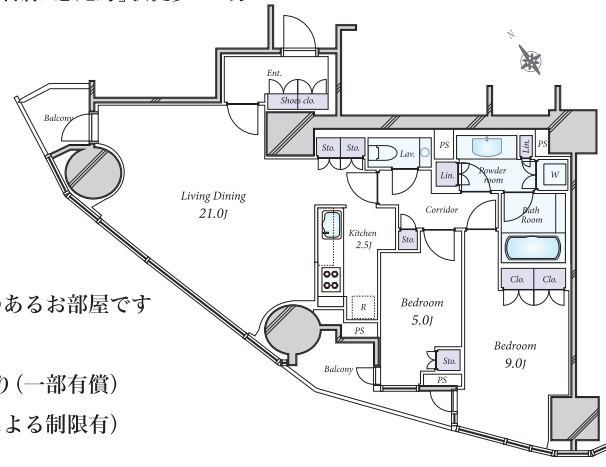 N
Ent.
Shoes clo.
Balcony
Sto. Sto.
Lav.
PS
Lin.
PS
Lin.
Powder room
W
Living Dining
21.0J
Corridor
Bath Room
Kitchen
2.5J
Sto.
Clo. Clo.
R
Bedroom
5.0J
PS
Bedroom
9.0J
Balcony
Sto.
PS
のあるお部屋です
り（一部有償）
よる制限有）